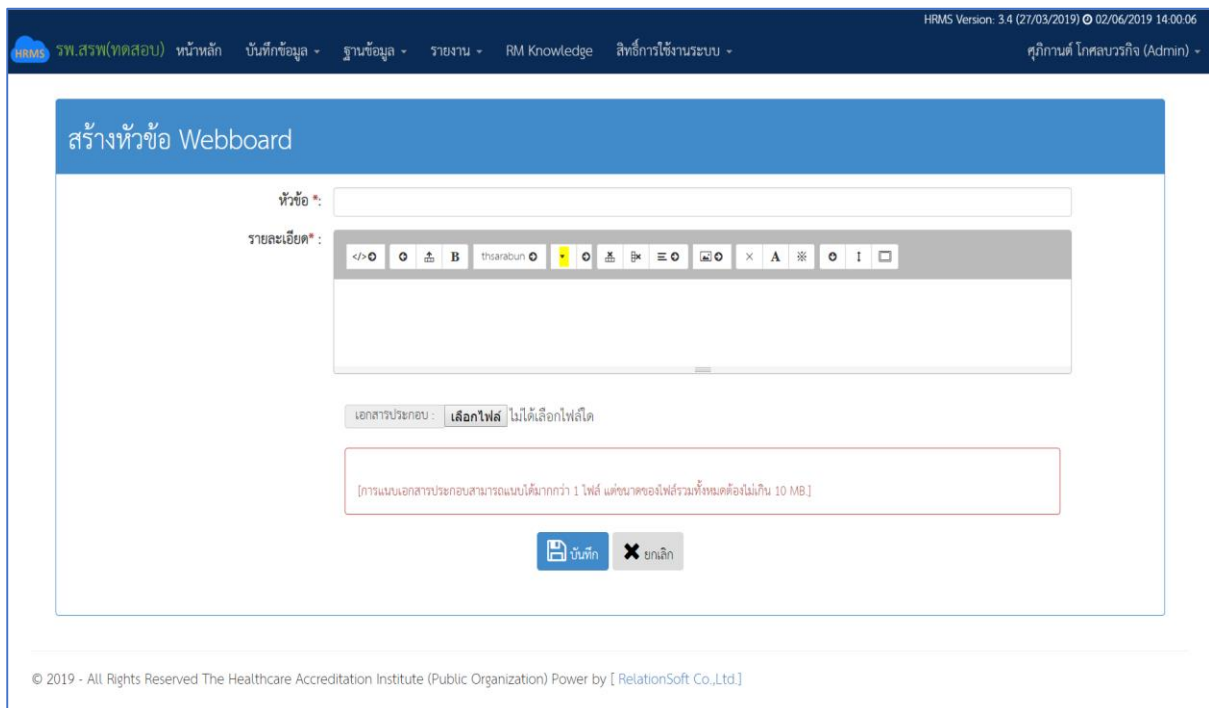 HRMS Version: 3.4 (27/03/2019) 02/06/2019 14:00:06
HRMS รพ.สรพ(ทดสอบ) หน้าหลัก บันทึกข้อมูล ฐานข้อมูล รายงาน RM Knowledge สิทธิ์การใช้งานระบบ ศุภิกานต์ โกศลบวรกิจ (Admin)
สร้างหัวข้อ Webboard
หัวข้อ *:
รายละเอียด* :
</> B thsarabun A
เอกสารประกอบ : เลือกไฟล์ ไม่ได้เลือกไฟล์ใด
[การแนบเอกสารประกอบสามารถแนบได้มากกว่า 1 ไฟล์ แต่ขนาดของไฟล์รวมทั้งหมดต้องไม่เกิน 10 MB.]
บันทึก ยกเลิก
© 2019 - All Rights Reserved The Healthcare Accreditation Institute (Public Organization) Power by [ RelationSoft Co.,Ltd.]